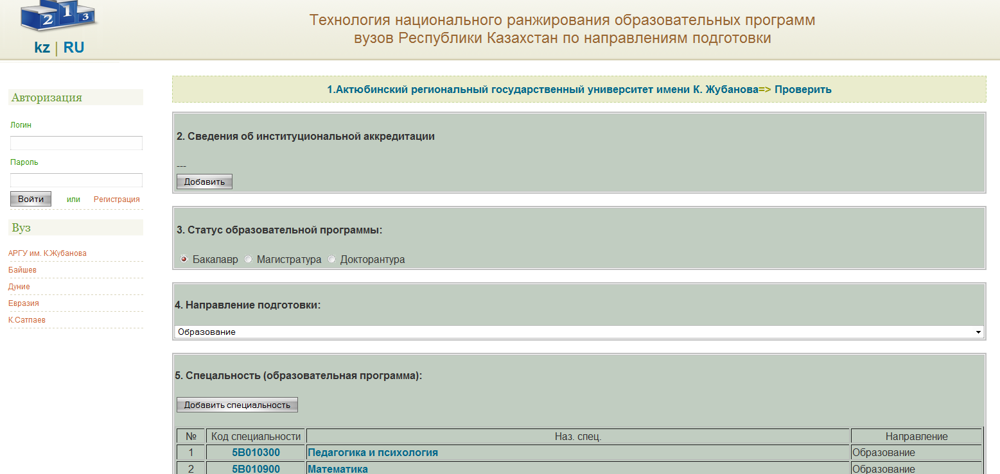 2 1 3
kz | RU
Технология национального ранжирования образовательных программ
вузов Республики Казахстан по направлениям подготовки
Авторизация
Логин
Пароль
Войти или Регистрация
Вуз
АРГУ им. К.Жубанова
Байшев
Дуние
Евразия
К.Сатпаев
1.Актюбинский региональный государственный университет имени К. Жубанова=> Проверить
2. Сведения об институциональной аккредитации
---
Добавить
3. Статус образовательной программы:
Бакалавр Магистратура Докторантура
4. Направление подготовки:
Образование
5. Спецальность (образовательная программа):
Добавить специальность
№ Код специальности Наз. спец. Направление
1 5B010300 Педагогика и психология Образование
2 5B010900 Математика Образование